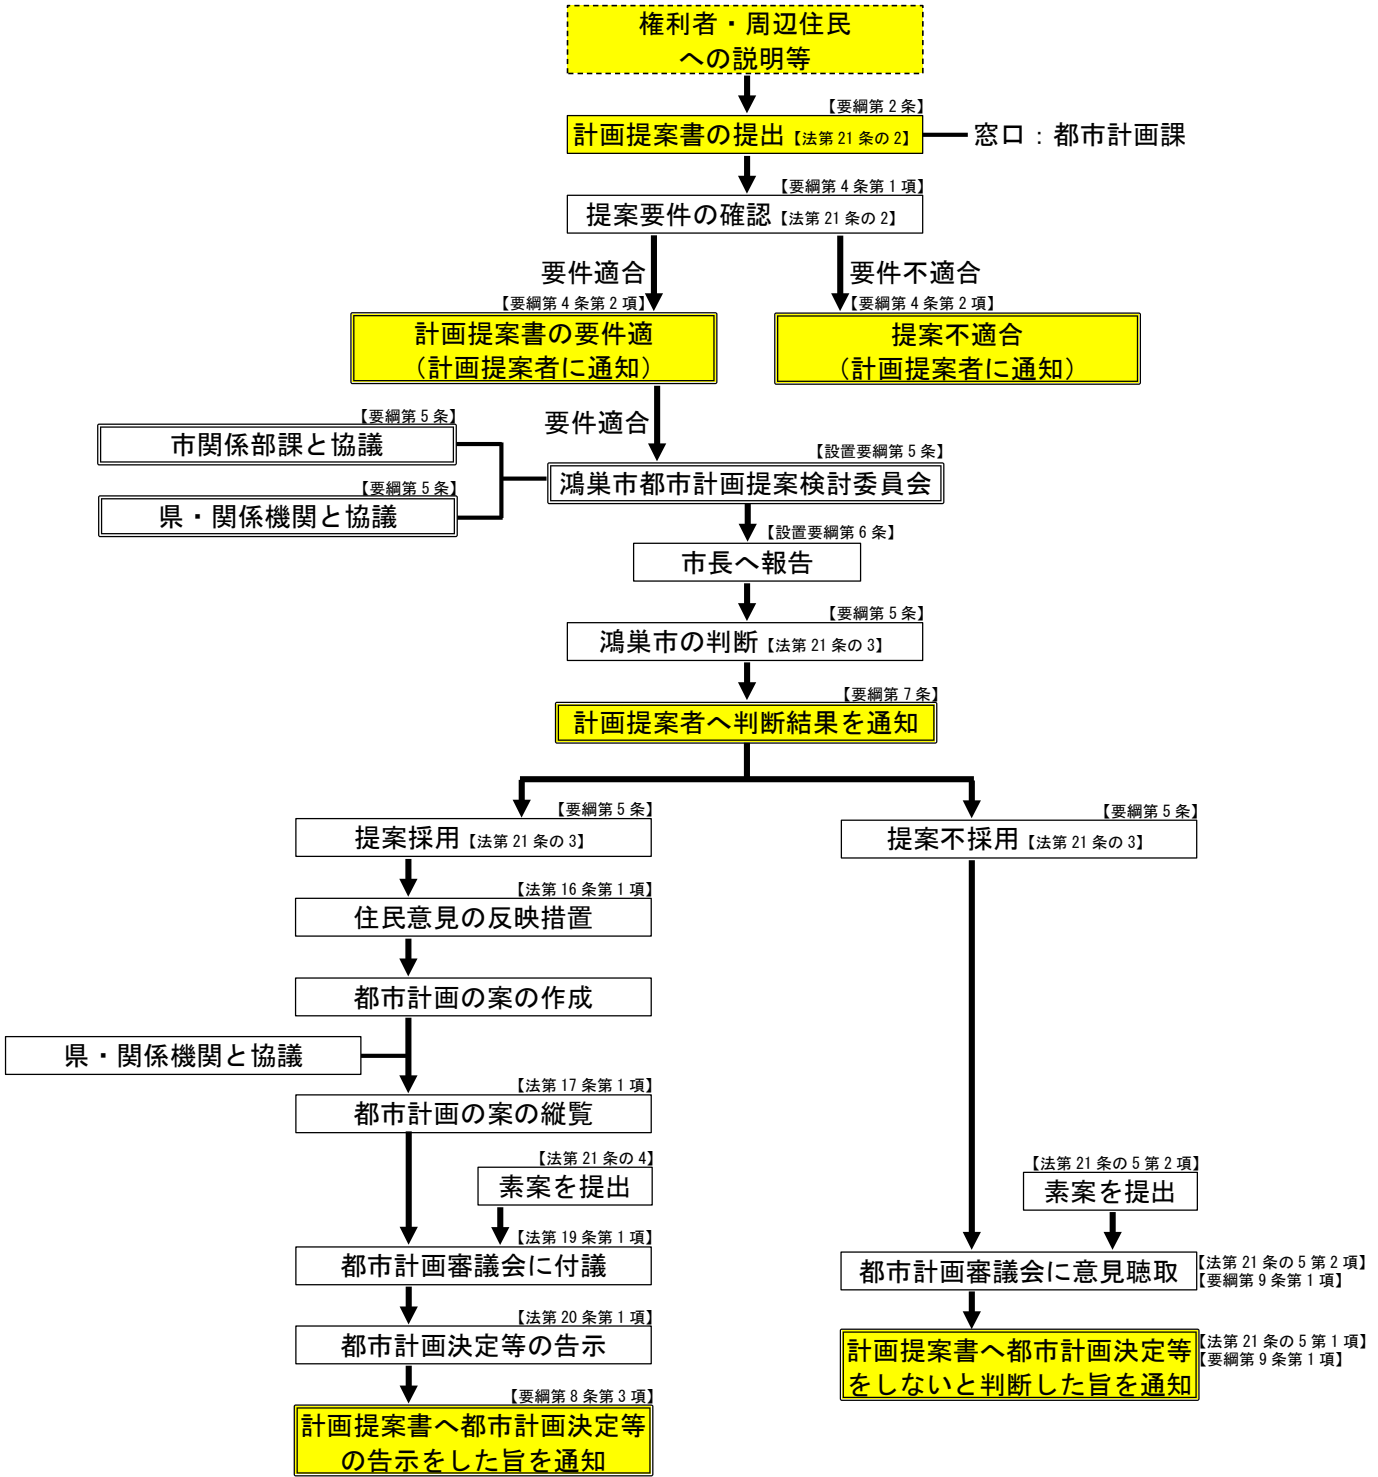 権利者・周辺住民
への説明等
【要綱第2条】
計画提案書の提出【法第21条の2】
窓口：都市計画課
【要綱第4条第1項】
提案要件の確認【法第21条の2】
要件適合
要件不適合
【要綱第4条第2項】
【要綱第4条第2項】
計画提案書の要件適
（計画提案者に通知）
提案不適合
（計画提案者に通知）
要件適合
【要綱第5条】
市関係部課と協議
【要綱第5条】
県・関係機関と協議
【設置要綱第5条】
鴻巣市都市計画提案検討委員会
【設置要綱第6条】
市長へ報告
【要綱第5条】
鴻巣市の判断【法第21条の3】
【要綱第7条】
計画提案者へ判断結果を通知
【要綱第5条】
提案採用【法第21条の3】
【要綱第5条】
提案不採用【法第21条の3】
【法第16条第1項】
住民意見の反映措置
都市計画の案の作成
県・関係機関と協議
【法第17条第1項】
都市計画の案の縦覧
【法第21条の4】
素案を提出
【法第21条の5第2項】
素案を提出
【法第19条第1項】
都市計画審議会に付議
都市計画審議会に意見聴取
【法第21条の5第2項】
【要綱第9条第1項】
【法第20条第1項】
都市計画決定等の告示
計画提案書へ都市計画決定等
をしないと判断した旨を通知
【法第21条の5第1項】
【要綱第9条第1項】
【要綱第8条第3項】
計画提案書へ都市計画決定等
の告示をした旨を通知